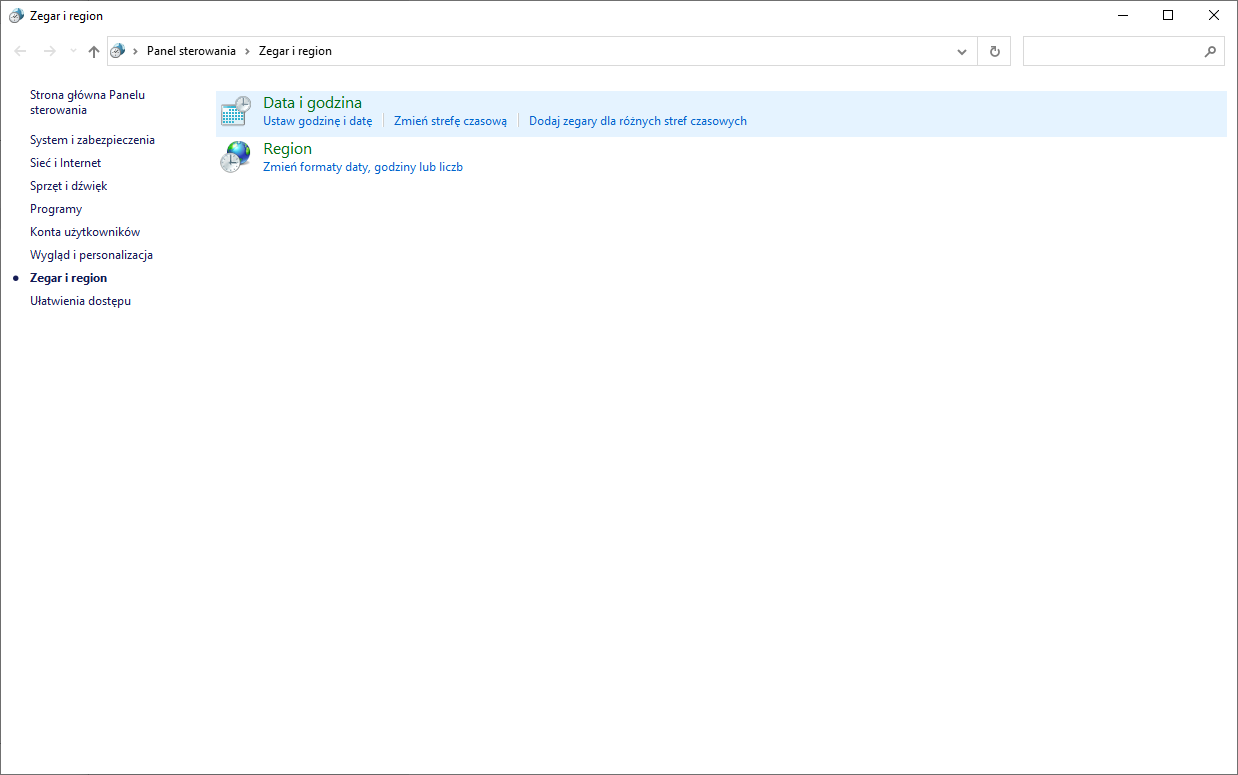 Zegar i region
Panel sterowania
Zegar i region
Strona główna Panelu
sterowania
System i zabezpieczenia
Sieć i Internet
Sprzęt i dźwięk
Programy
Konta użytkowników
Wygląd i personalizacja
Zegar i region
Ułatwienia dostępu
Data i godzina
Ustaw godzinę i datę
Zmień strefę czasową
Dodaj zegary dla różnych stref czasowych
Region
Zmień formaty daty, godziny lub liczb